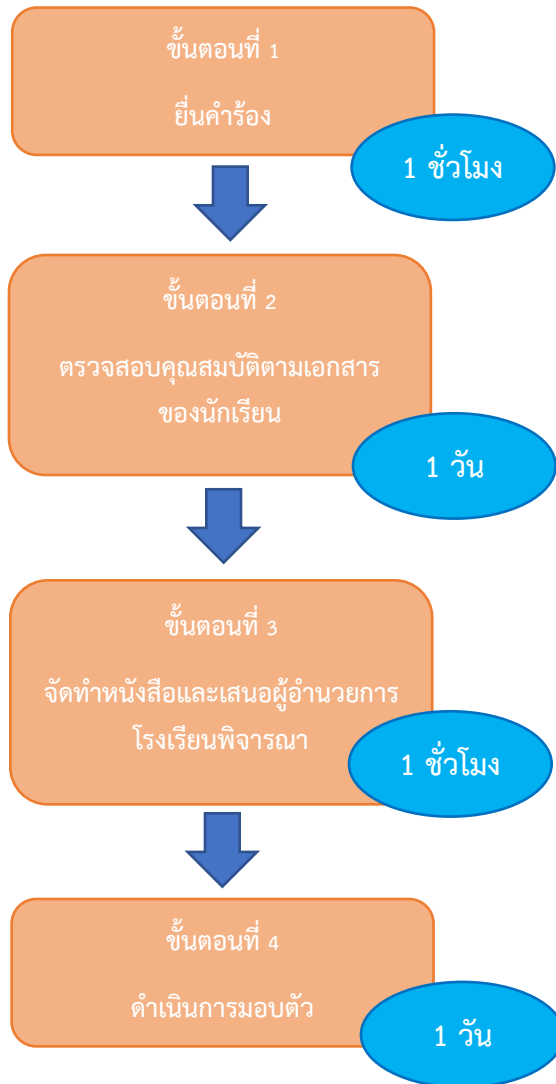 ขั้นตอนที่ 1
ยื่นคำร้อง
1 ชั่วโมง
ขั้นตอนที่ 2
ตรวจสอบคุณสมบัติตามเอกสาร
ของนักเรียน
1 วัน
ขั้นตอนที่ 3
จัดทำหนังสือและเสนอผู้อำนวยการ
โรงเรียนพิจารณา
1 ชั่วโมง
ขั้นตอนที่ 4
ดำเนินการมอบตัว
1 วัน